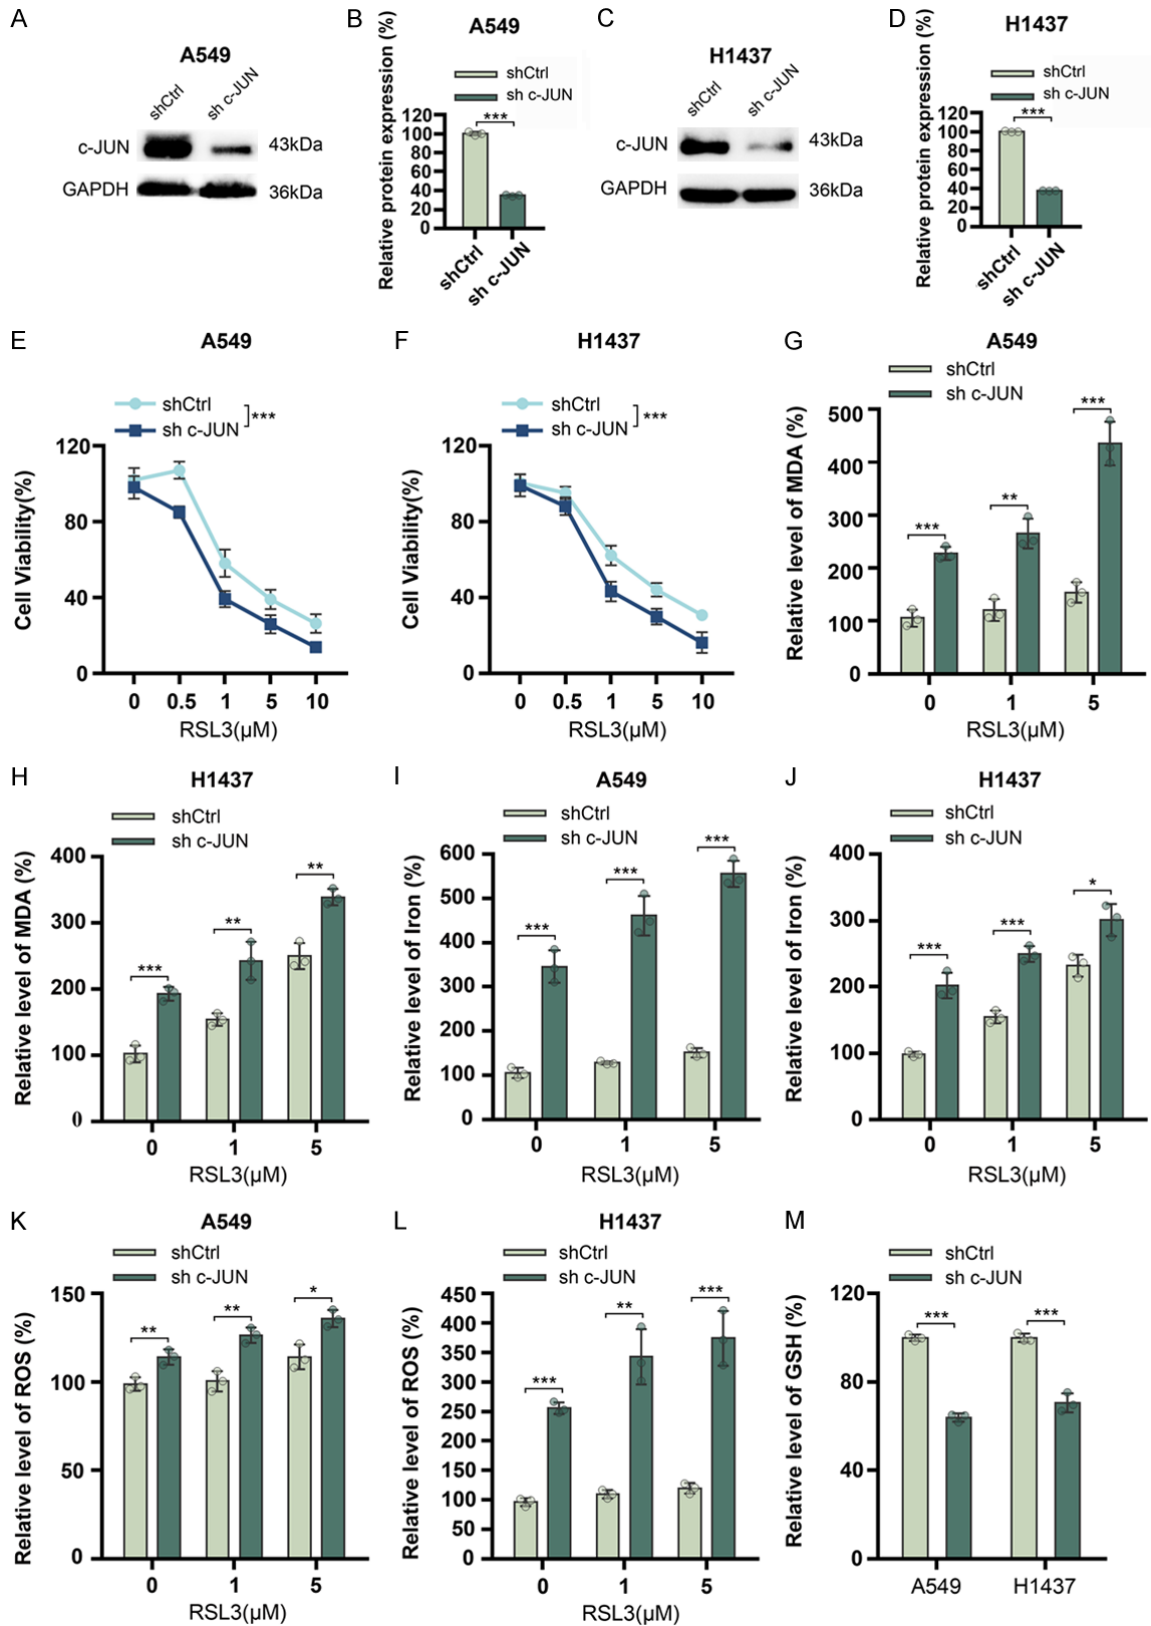 A
A549
shCtrl
sh c-JUN
c-JUN
43kDa
GAPDH
36kDa
B
A549
shCtrl
sh c-JUN
Relative protein expression (%)
120
100
80
60
40
20
0
***
shCtrl
sh c-JUN
C
H1437
shCtrl
sh c-JUN
c-JUN
43kDa
GAPDH
36kDa
D
H1437
shCtrl
sh c-JUN
Relative protein expression (%)
120
100
80
60
40
20
0
***
shCtrl
sh c-JUN
E
A549
shCtrl
sh c-JUN
***
Cell Viability(%)
120
80
40
0
0 0.5 1 5 10
RSL3(μM)
F
H1437
shCtrl
sh c-JUN
***
Cell Viability(%)
120
80
40
0
0 0.5 1 5 10
RSL3(μM)
G
A549
shCtrl
sh c-JUN
Relative level of MDA (%)
500
400
300
200
100
0
*** ** ***
0 1 5
RSL3(μM)
H
H1437
shCtrl
sh c-JUN
Relative level of MDA (%)
400
300
200
100
0
*** ** **
0 1 5
RSL3(μM)
I
A549
shCtrl
sh c-JUN
Relative level of Iron (%)
600
500
400
300
200
100
0
*** *** ***
0 1 5
RSL3(μM)
J
H1437
shCtrl
sh c-JUN
Relative level of Iron (%)
400
300
200
100
0
*** *** *
0 1 5
RSL3(μM)
K
A549
shCtrl
sh c-JUN
Relative level of ROS (%)
150
100
50
0
** ** *
0 1 5
RSL3(μM)
L
H1437
shCtrl
sh c-JUN
Relative level of ROS (%)
450
400
350
300
250
200
150
100
50
0
*** ** ***
0 1 5
RSL3(μM)
M
shCtrl
sh c-JUN
Relative level of GSH (%)
120
80
40
0
*** ***
A549 H1437